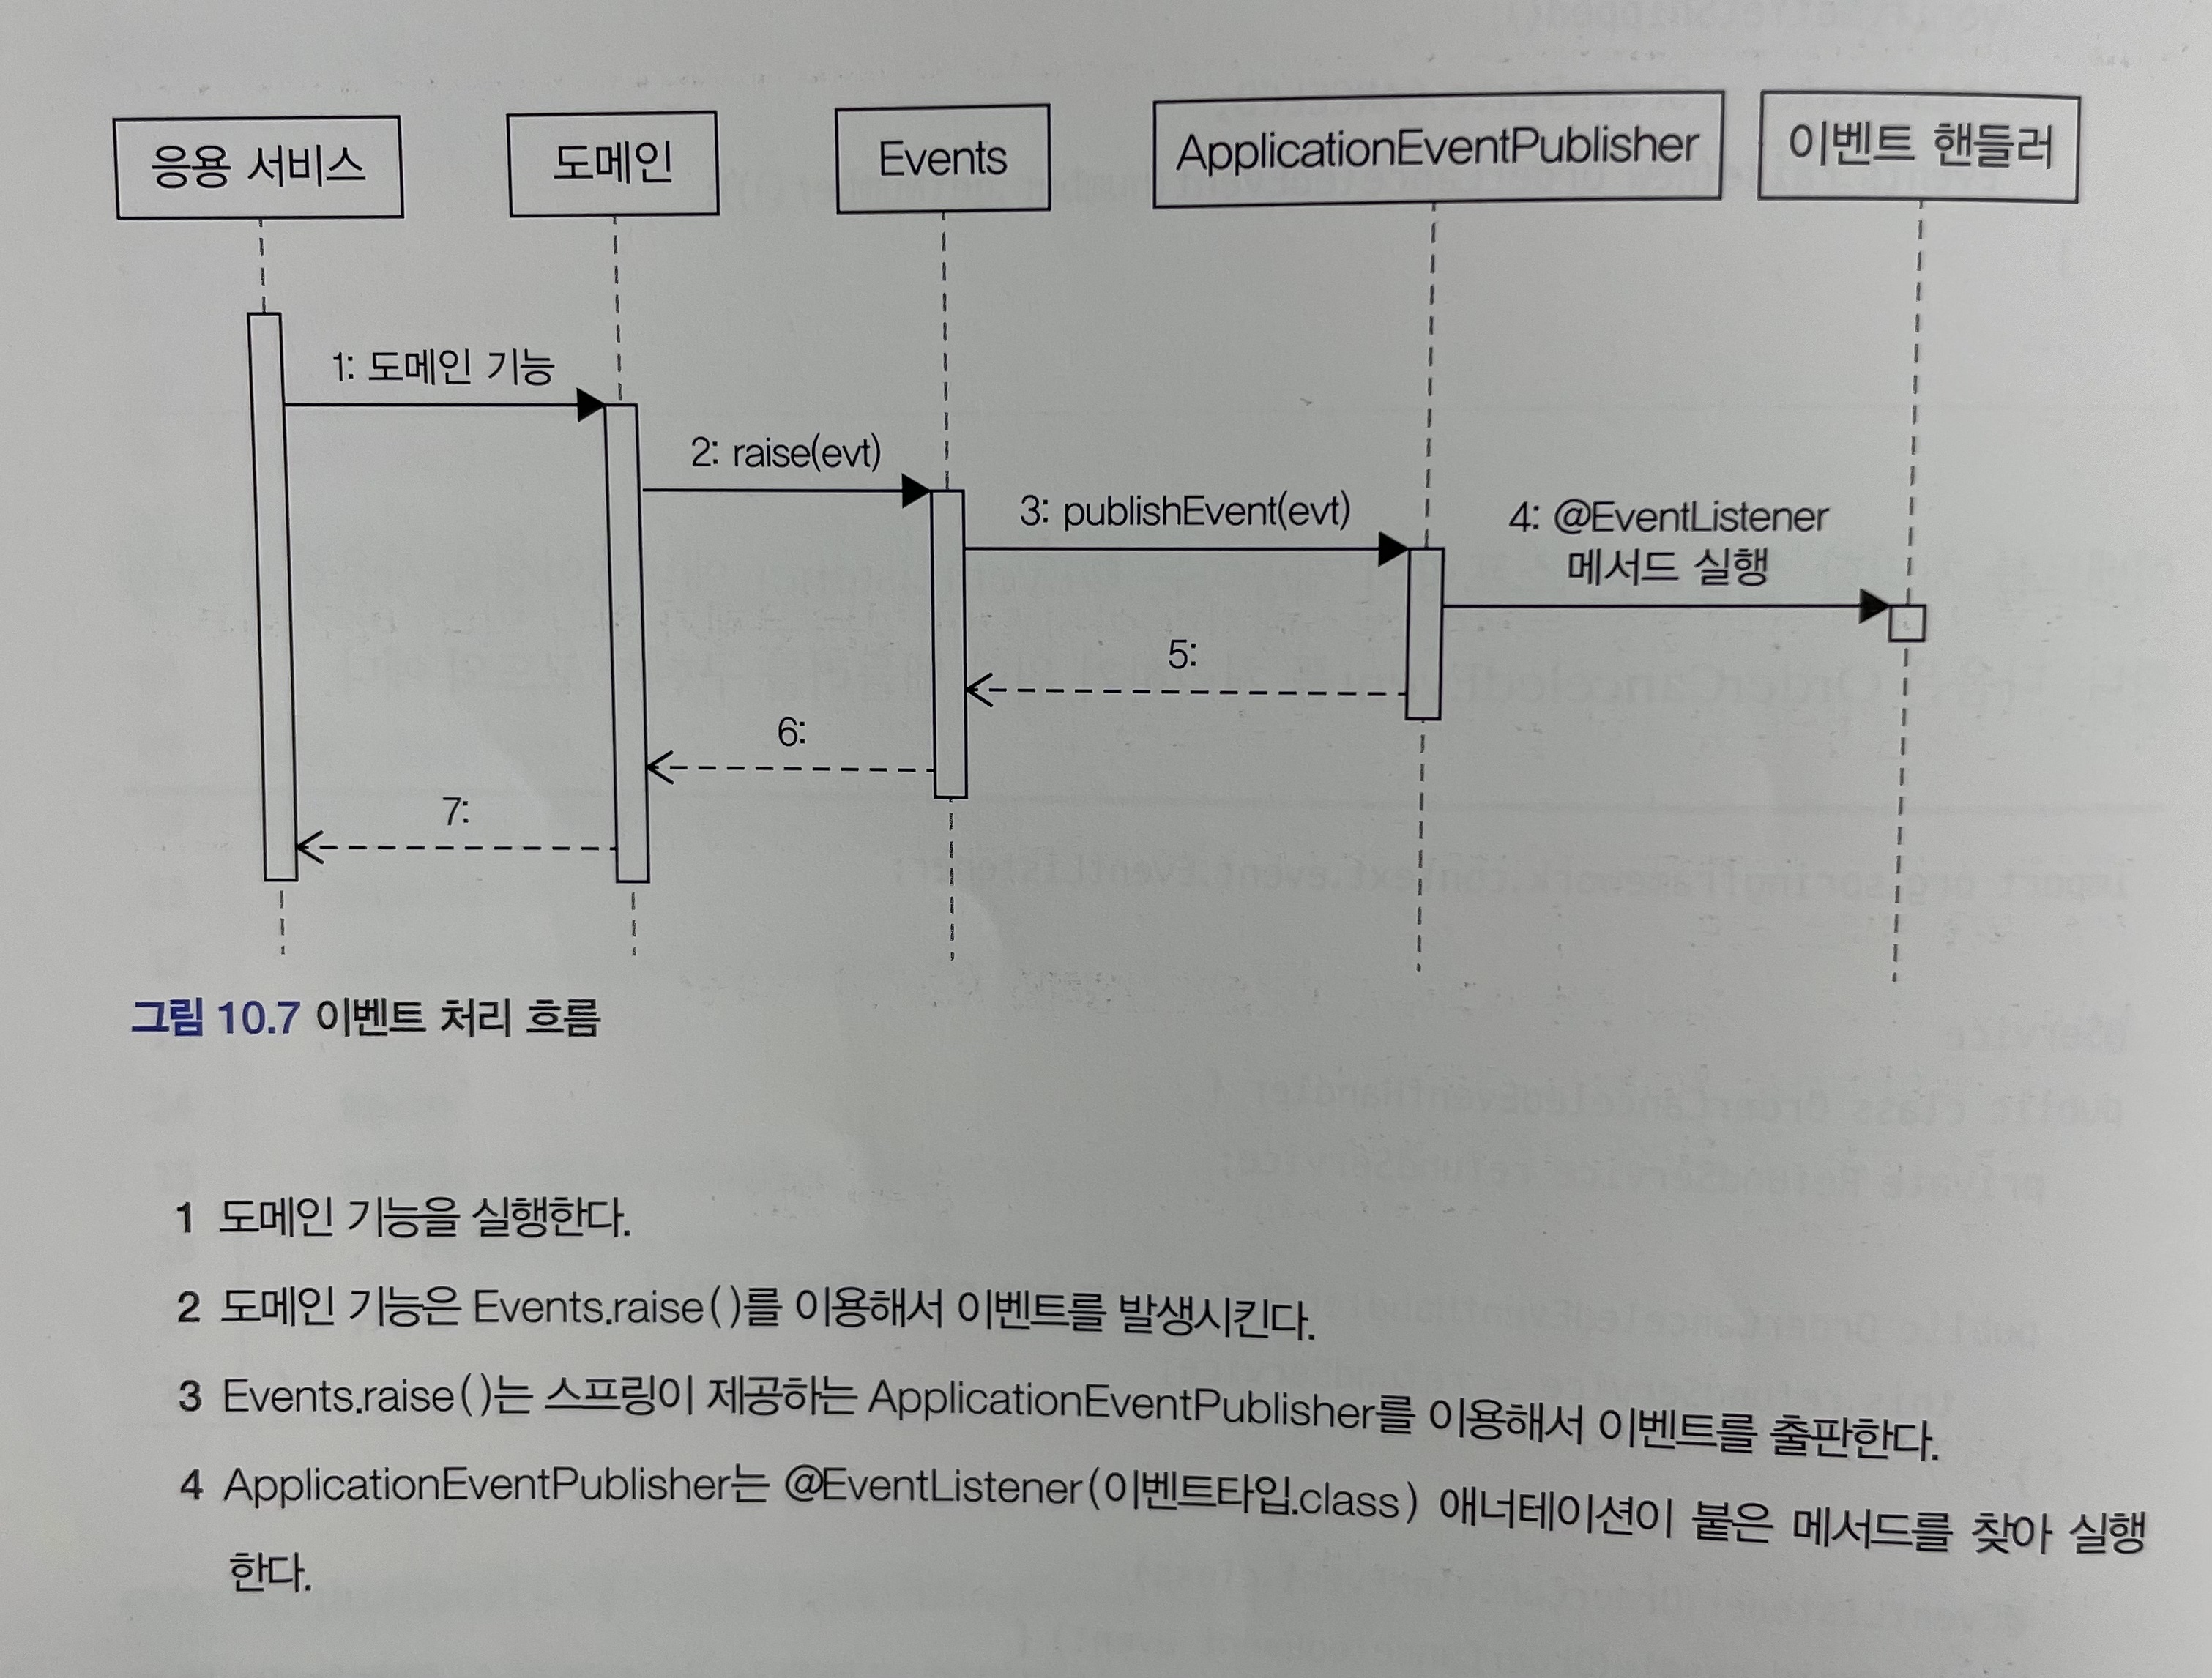 응용 서비스
도메인
Events
ApplicationEventPublisher
이벤트 핸들러
1: 도메인 기능
2: raise(evt)
3: publishEvent(evt)
4: @EventListener
메서드 실행
5:
6:
7:
그림 10.7 이벤트 처리 흐름
1 도메인 기능을 실행한다.
2 도메인 기능은 Events.raise()를 이용해서 이벤트를 발생시킨다.
3 Events.raise()는 스프링이 제공하는 ApplicationEventPublisher를 이용해서 이벤트를 출판한다.
4 ApplicationEventPublisher는 @EventListener(이벤트타입.class) 애너테이션이 붙은 메서드를 찾아 실행
한다.